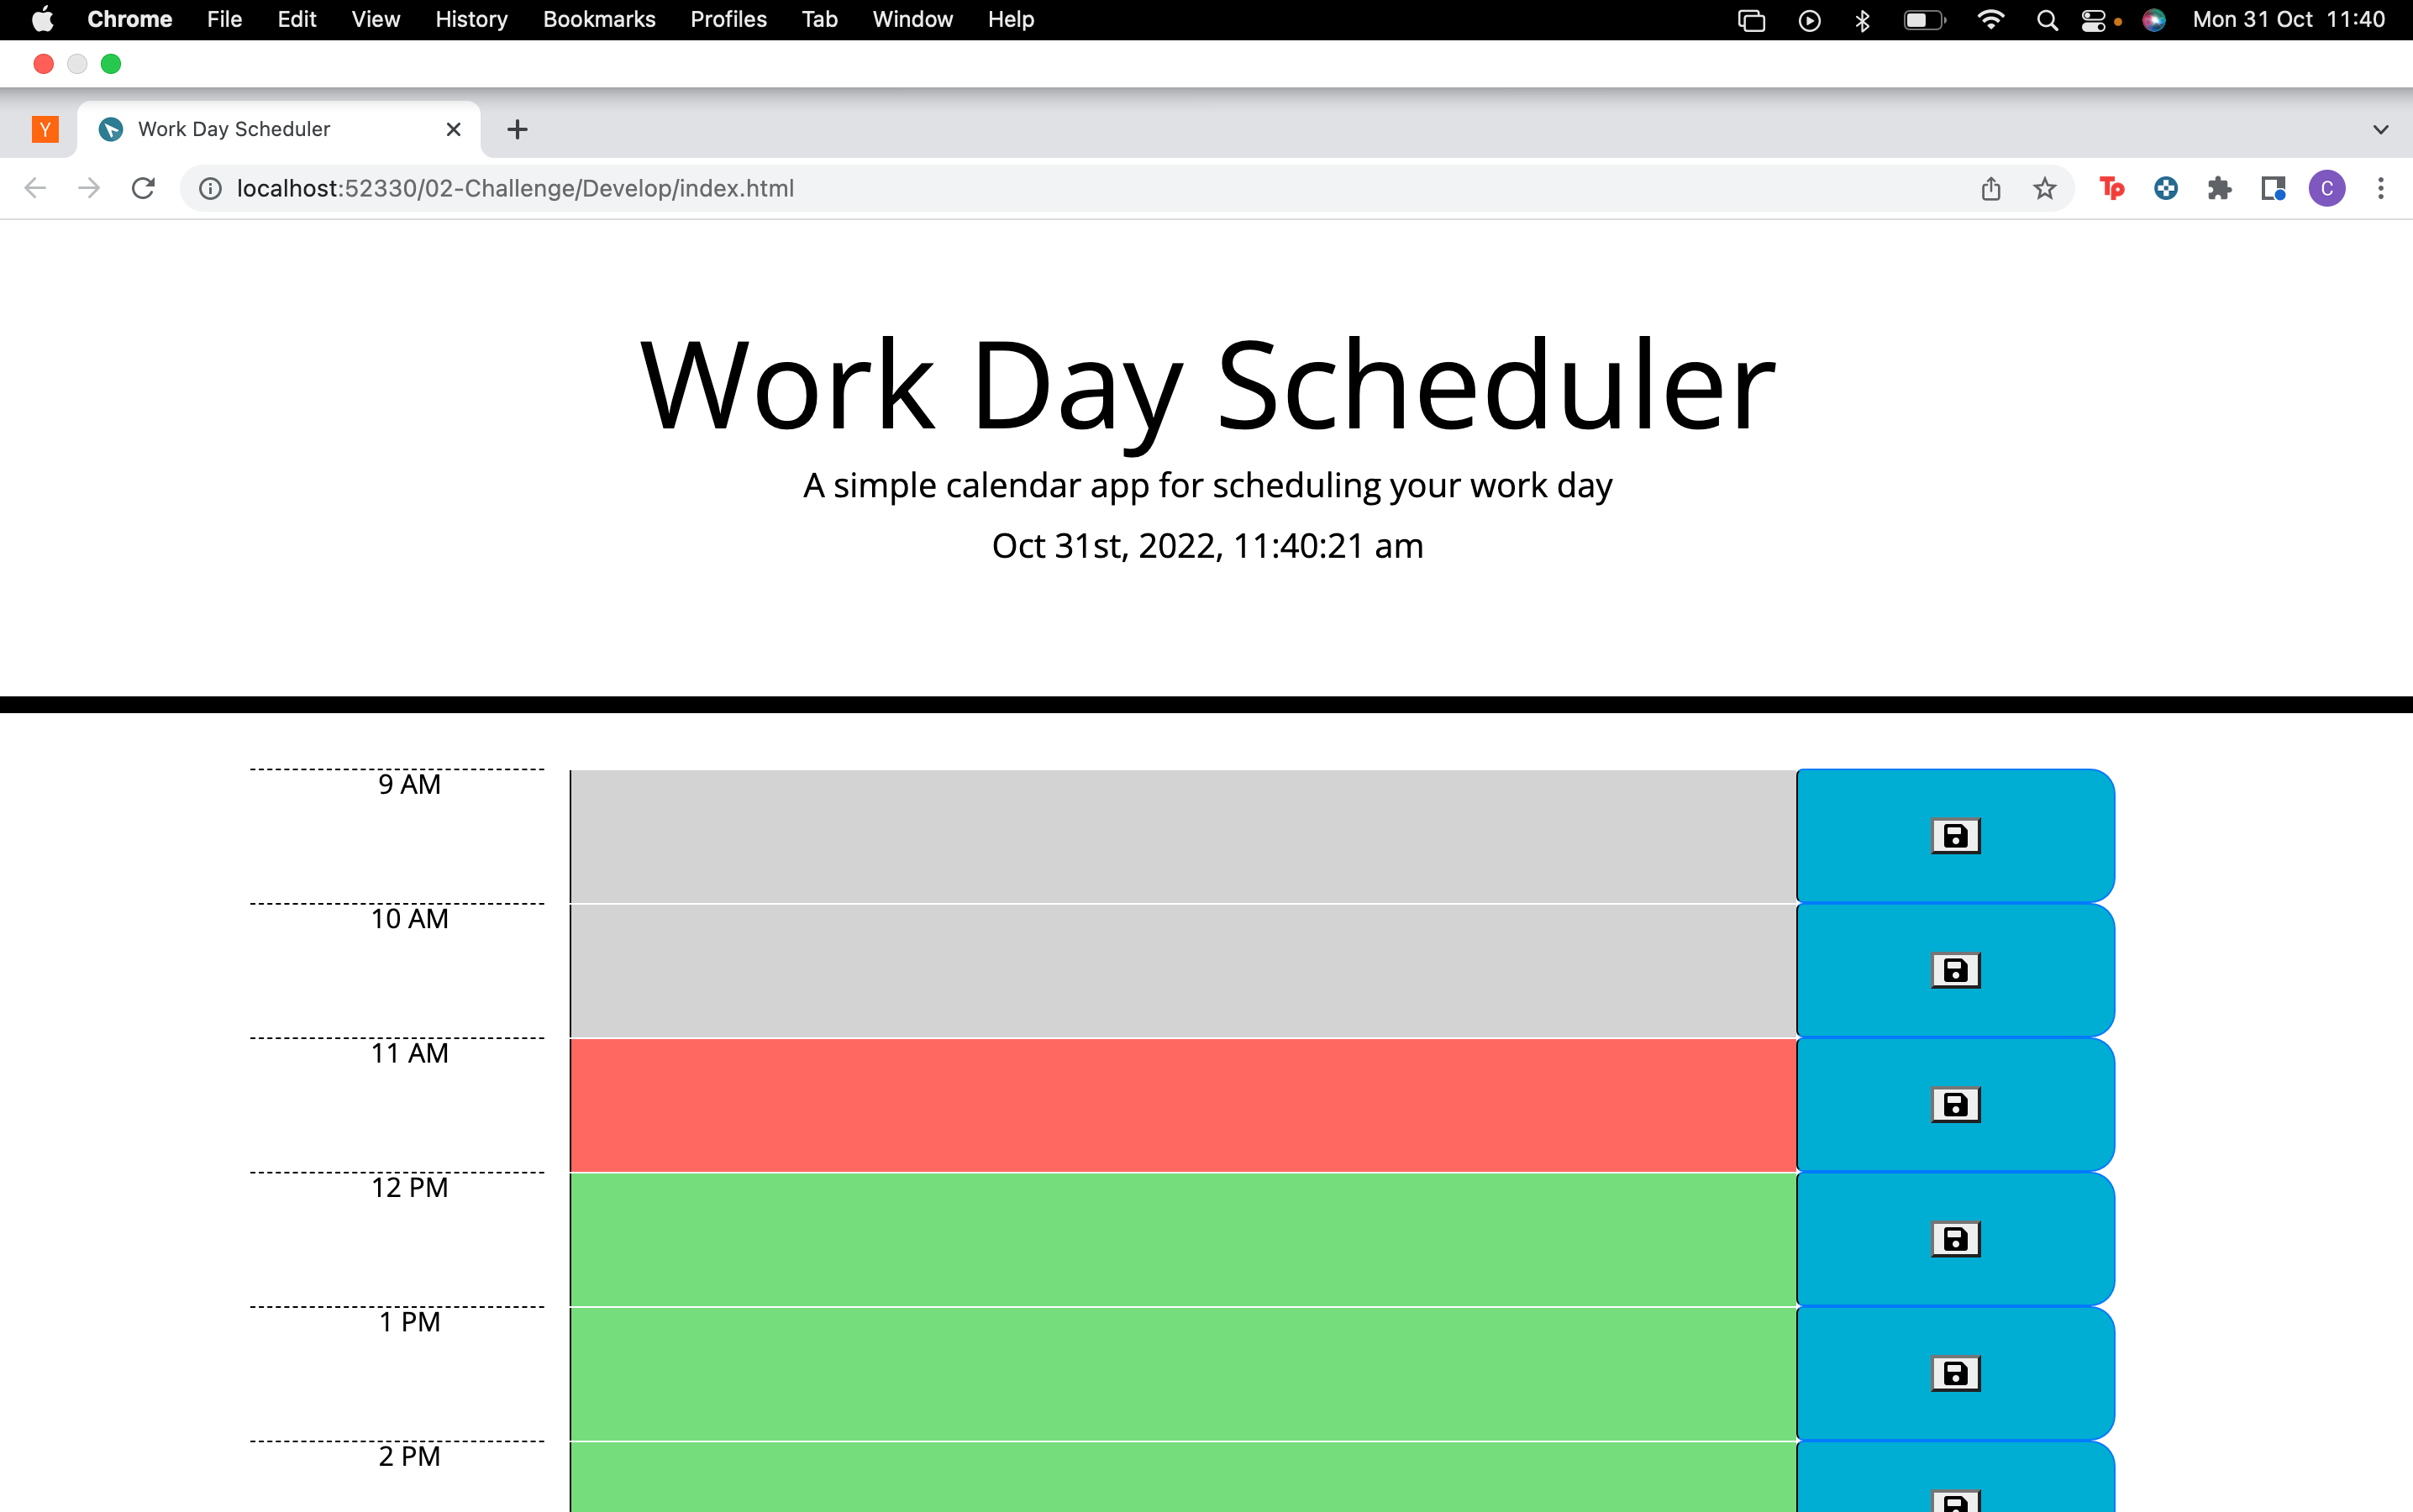 Chrome File Edit View History Bookmarks Profiles Tab Window Help Mon 31 Oct 11:40
Y Work Day Scheduler
localhost:52330/02-Challenge/Develop/index.html Tp C
Work Day Scheduler
A simple calendar app for scheduling your work day
Oct 31st, 2022, 11:40:21 am
9 AM
10 AM
11 AM
12 PM
1 PM
2 PM